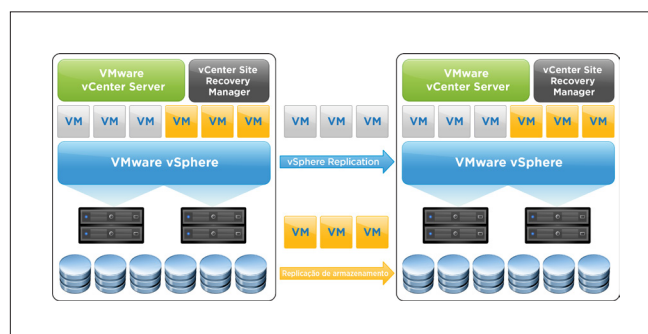 VMware
vCenter Server
vCenter Site
Recovery
Manager
VM VM VM VM VM VM
VMware vSphere
VM VM VM
vSphere Replication
VM VM VM
Replicação de armazenamento
VMware
vCenter Server
vCenter Site
Recovery
Manager
VM VM VM VM VM VM
VMware vSphere